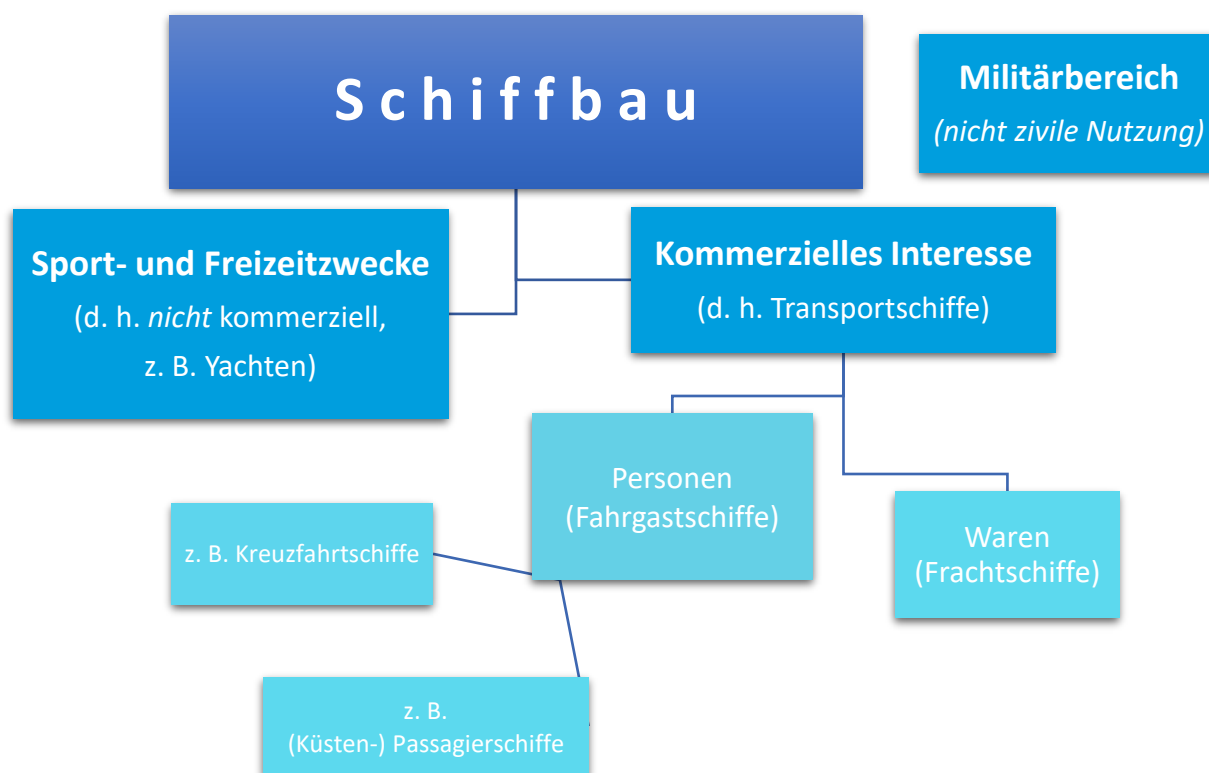 Schiffbau
Militärbereich
(nicht zivile Nutzung)
Sport- und Freizeitzwecke
(d. h. nicht kommerziell,
z. B. Yachten)
Kommerzielles Interesse
(d. h. Transportschiffe)
Personen
(Fahrgastschiffe)
Waren
(Frachtschiffe)
z. B. Kreuzfahrtschiffe
z. B.
(Küsten-) Passagierschiffe